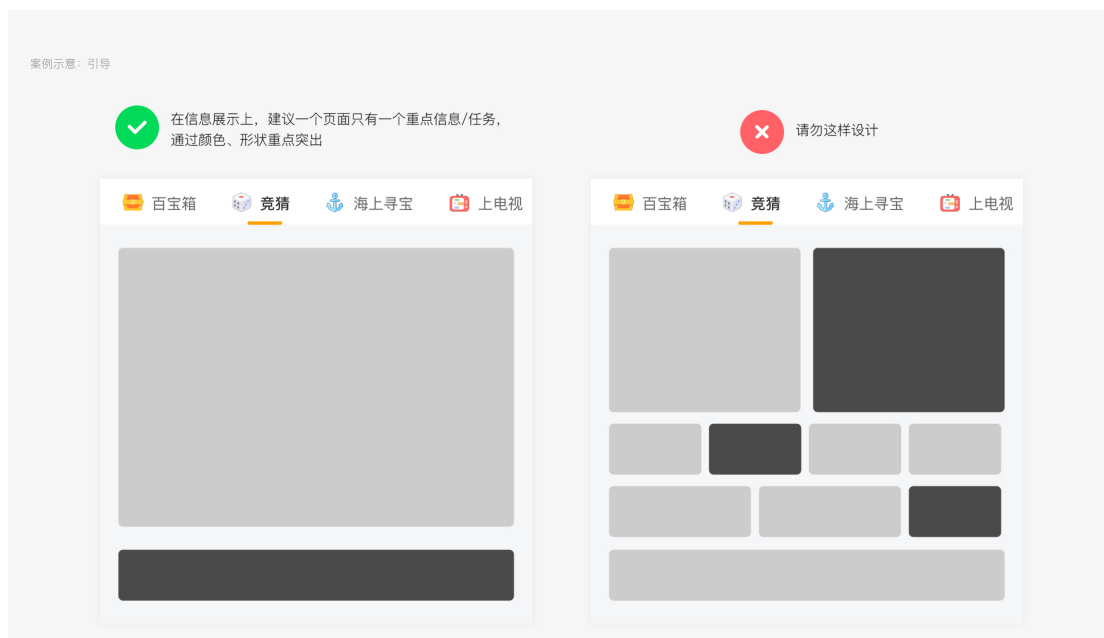 案例示意：引导
在信息展示上，建议一个页面只有一个重点信息/任务，
通过颜色、形状重点突出
请勿这样设计
百宝箱 竞猜 海上寻宝 上电视
百宝箱 竞猜 海上寻宝 上电视